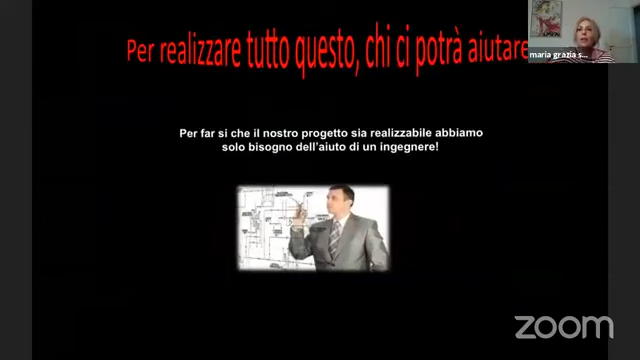 Per realizzare tutto questo, chi ci potrà aiutare
maria grazia s...
Per far si che il nostro progetto sia realizzabile abbiamo
solo bisogno dell'aiuto di un ingegnere!
zoom